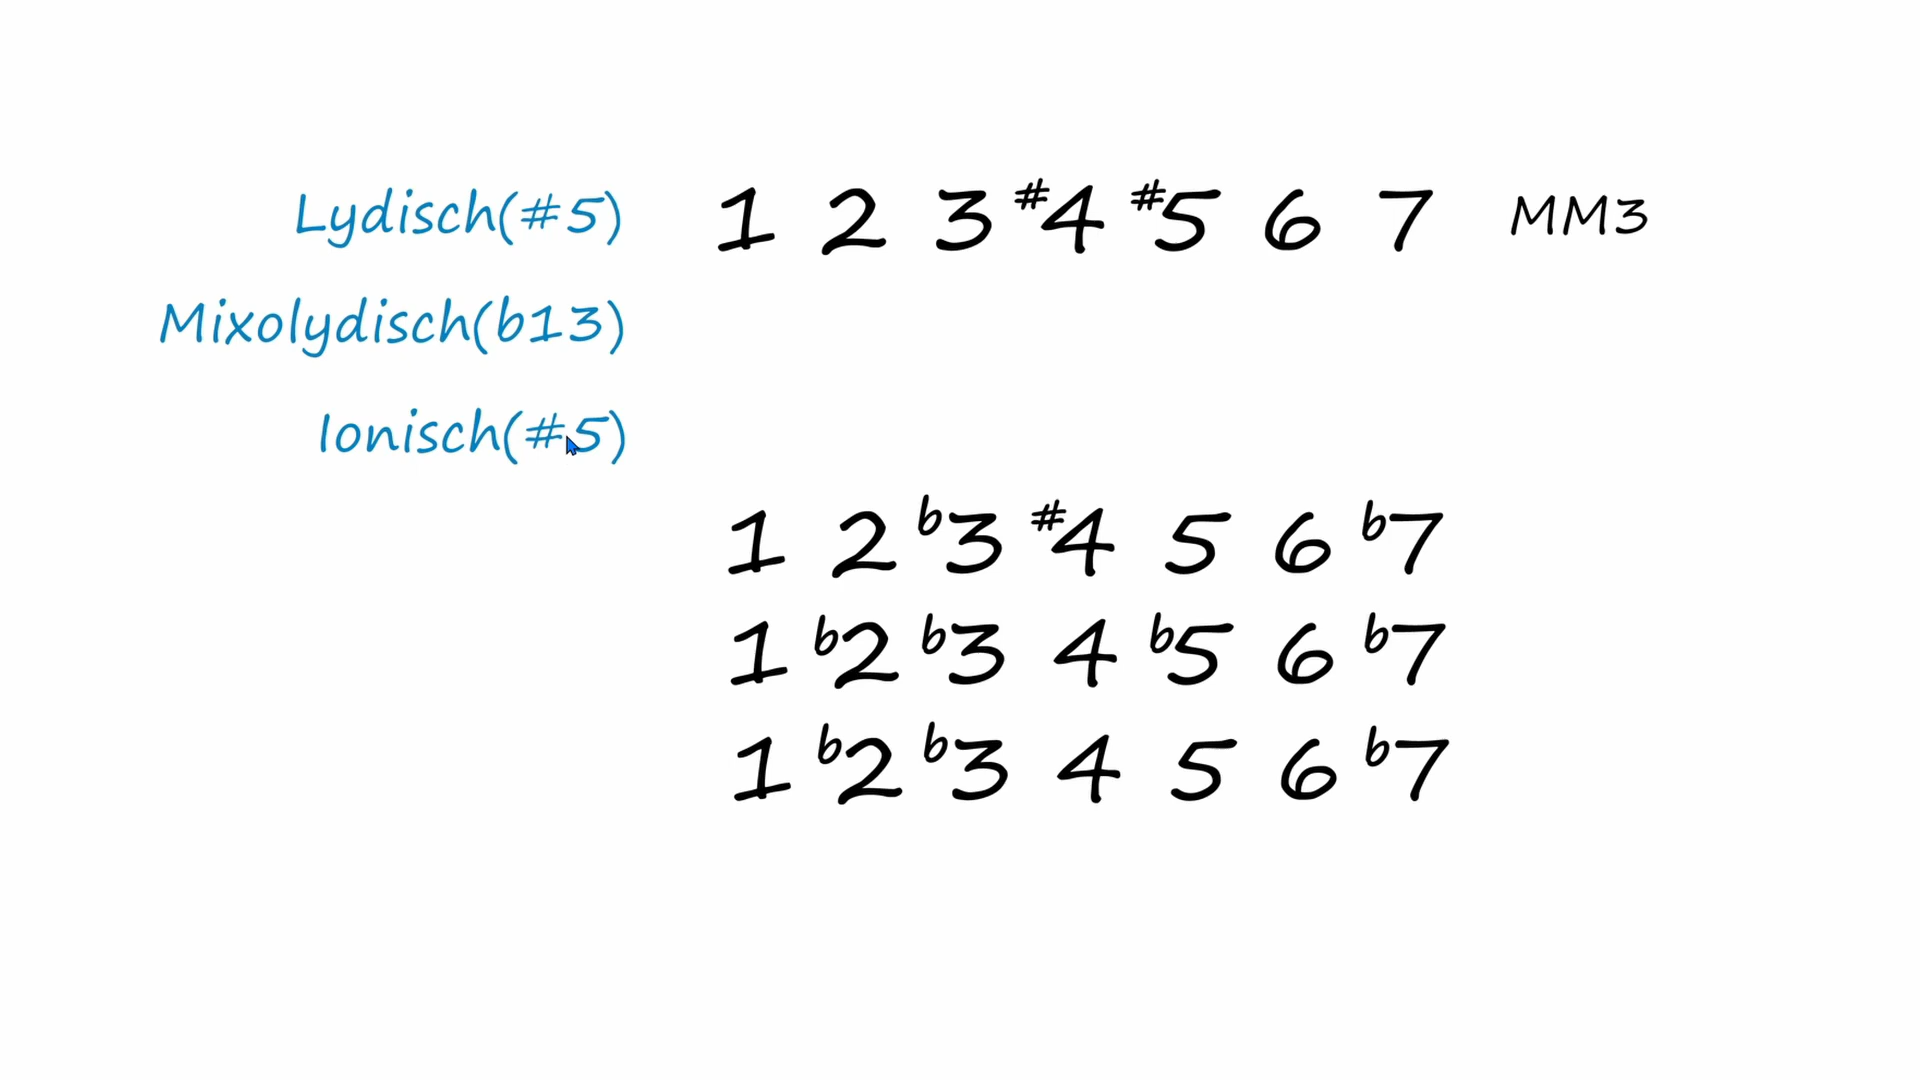 Lydisch(#5) 1 2 3 #4 #5 6 7 MM3
Mixolydisch(b13)
Ionisch(#5)
1 2 b3 #4 5 6 b7
1 b2 b3 4 b5 6 b7
1 b2 b3 4 5 6 b7